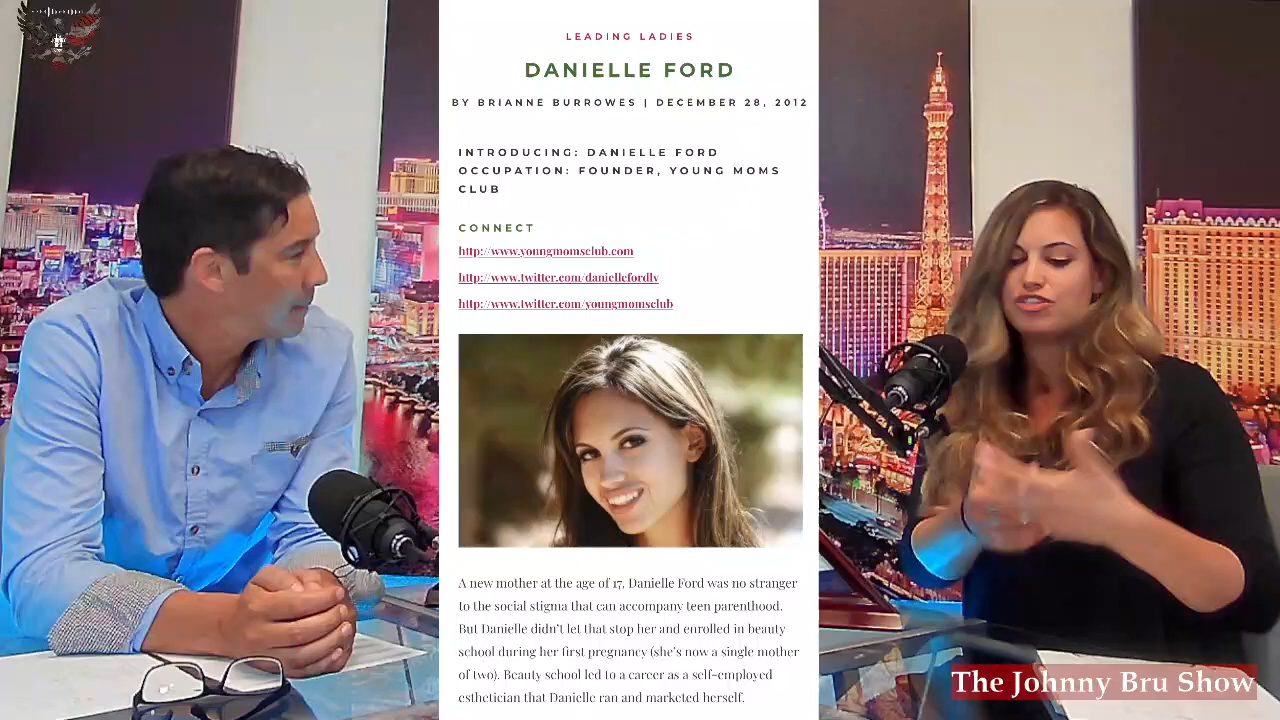 LEADING LADIES
DANIELLE FORD
BY BRIANNE BURROWES | DECEMBER 28, 2012
INTRODUCING: DANIELLE FORD
OCCUPATION: FOUNDER, YOUNG MOMS
CLUB
CONNECT
http://www.youngmomsclub.com
http://www.twitter.com/daniellefordlv
http://www.twitter.com/youngmomsclub
A new mother at the age of 17, Danielle Ford was no stranger
to the social stigma that can accompany teen parenthood.
But Danielle didn't let that stop her and enrolled in beauty
school during her first pregnancy (she's now a single mother
of two). Beauty school led to a career as a self-employed
esthetician that Danielle ran and marketed herself.
The Johnny Bru Show